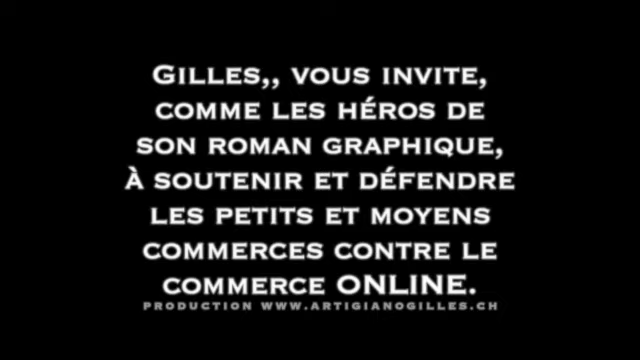 GILLES,, VOUS INVITE,
COMME LES HÉROS DE
SON ROMAN GRAPHIQUE,
À SOUTENIR ET DÉFENDRE
LES PETITS ET MOYENS
COMMERCES CONTRE LE
COMMERCE ONLINE.
PRODUCTION WWW.ARTIGIANOGILLES.CH